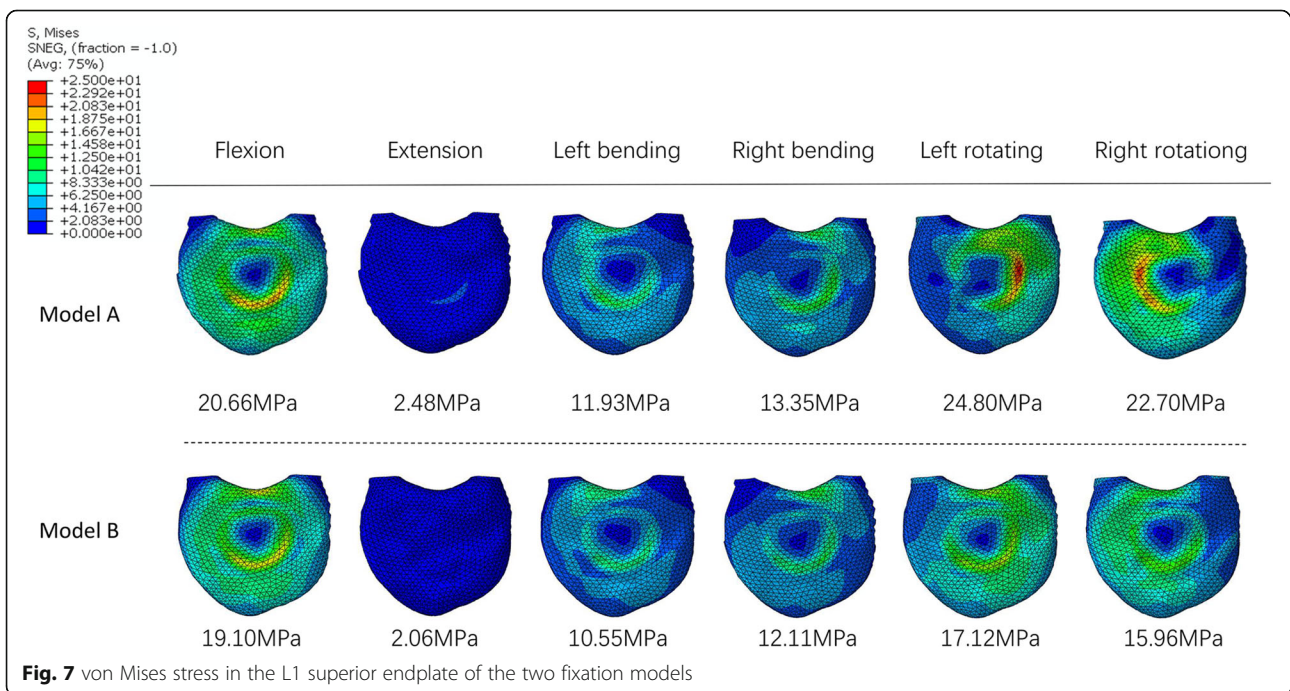 S, Mises
SNEG, (fraction = -1.0)
(Avg: 75%)
+2.500e+01
+2.292e+01
+2.083e+01
+1.875e+01
+1.667e+01
+1.458e+01
+1.250e+01
+1.042e+01
+8.333e+00
+6.250e+00
+4.167e+00
+2.083e+00
+0.000e+00
Flexion Extension Left bending Right bending Left rotating Right rotationg
Model A
20.66MPa 2.48MPa 11.93MPa 13.35MPa 24.80MPa 22.70MPa
Model B
19.10MPa 2.06MPa 10.55MPa 12.11MPa 17.12MPa 15.96MPa
Fig. 7 von Mises stress in the L1 superior endplate of the two fixation models